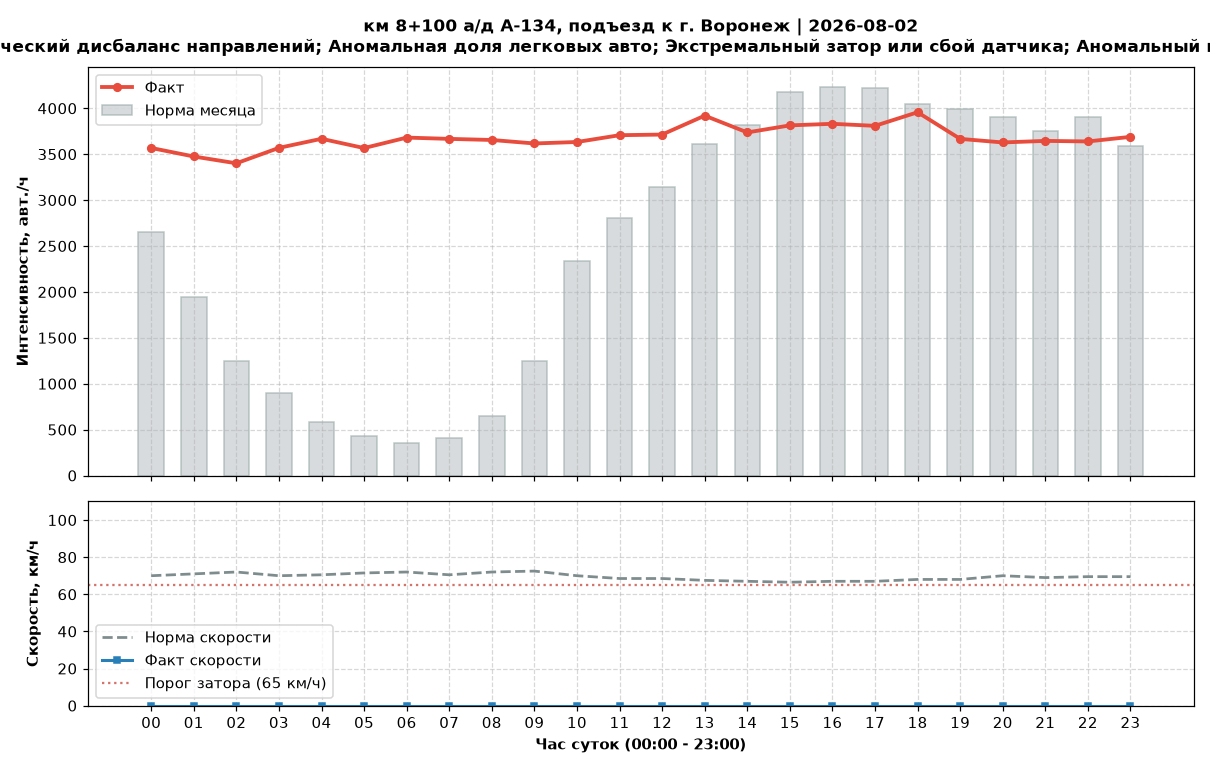 км 8+100 а/д А-134, подъезд к г. Воронеж | 2026-08-02
ческий дисбаланс направлений; Аномальная доля легковых авто; Экстремальный затор или сбой датчика; Аномальный
Факт
Норма месяца
Интенсивность, авт./ч
4000
3500
3000
2500
2000
1500
1000
500
0
Скорость, км/ч
100
80
60
40
20
0
Норма скорости
Факт скорости
Порог затора (65 км/ч)
00 01 02 03 04 05 06 07 08 09 10 11 12 13 14 15 16 17 18 19 20 21 22 23
Час суток (00:00 - 23:00)